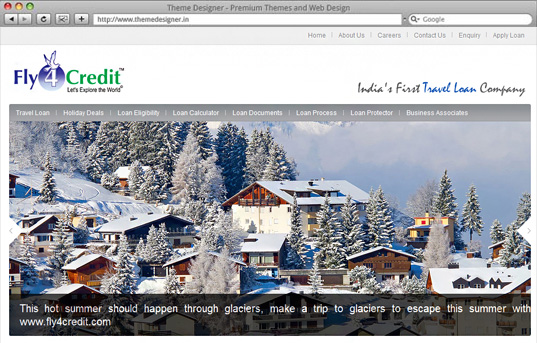 Theme Designer - Premium Themes and Web Design
http://www.themedesigner.in
Google
Home | About Us | Careers | Contact Us | Enquiry | Apply Loan
Fly 4 Credit™
Let's Explore the World
India's First Travel Loan Company
Travel Loan | Holiday Deals | Loan Eligibility | Loan Calculator | Loan Documents | Loan Process | Loan Protector | Business Associates
This hot summer should happen through glaciers, make a trip to glaciers to escape this summer with
www.fly4credit.com